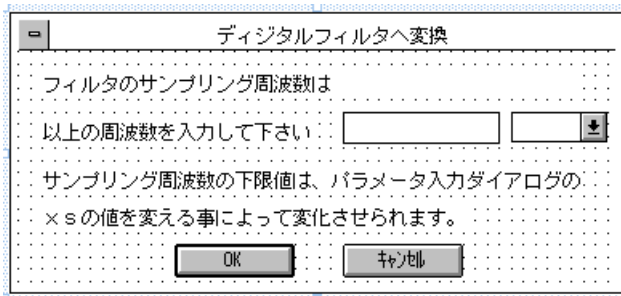 ディジタルフィルタへ変換
フィルタのサンプリング周波数は
以上の周波数を入力して下さい
サンプリング周波数の下限値は、パラメータ入力ダイアログの
×sの値を変える事によって変化させられます。
OK ｷｬﾝｾﾙ